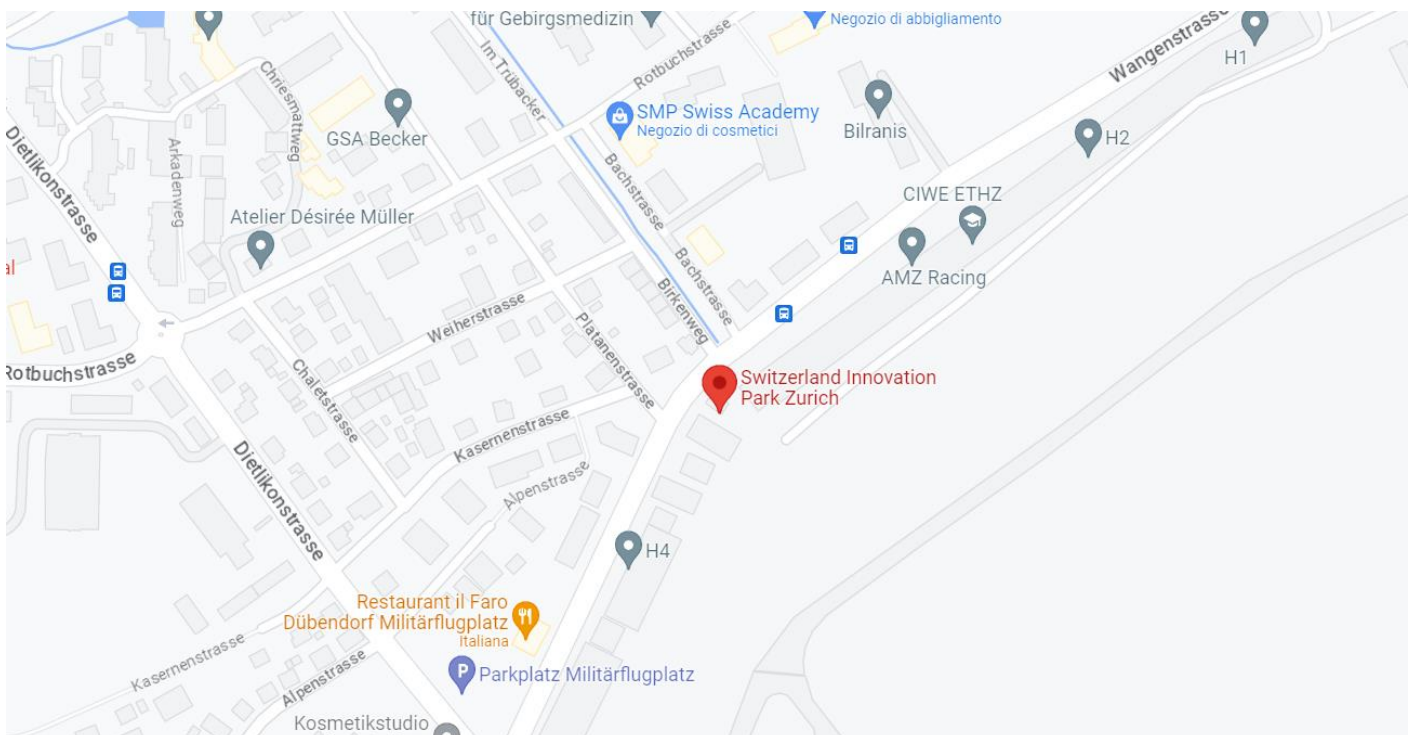 für Gebirgsmedizin
Negozio di abbigliamento
Wangenstrasse
H1
Im Trübacker
Rotbuchstrasse
Chriesmattweg
GSA Becker
SMP Swiss Academy
Negozio di cosmetici
Bilranis
H2
Dietlikonstrasse
Arkadenweg
Bachstrasse
CIWE ETHZ
Atelier Désirée Müller
al
Bachstrasse
AMZ Racing
Birkenweg
Weiherstrasse
Platanenstrasse
Rotbuchstrasse
Chaletstrasse
Switzerland Innovation
Park Zurich
Kasernenstrasse
Dietlikonstrasse
Alpenstrasse
H4
Restaurant il Faro
Dübendorf Militärflugplatz
Italiana
Kasernenstrasse
Alpenstrasse
P
Parkplatz Militärflugplatz
Kosmetikstudio